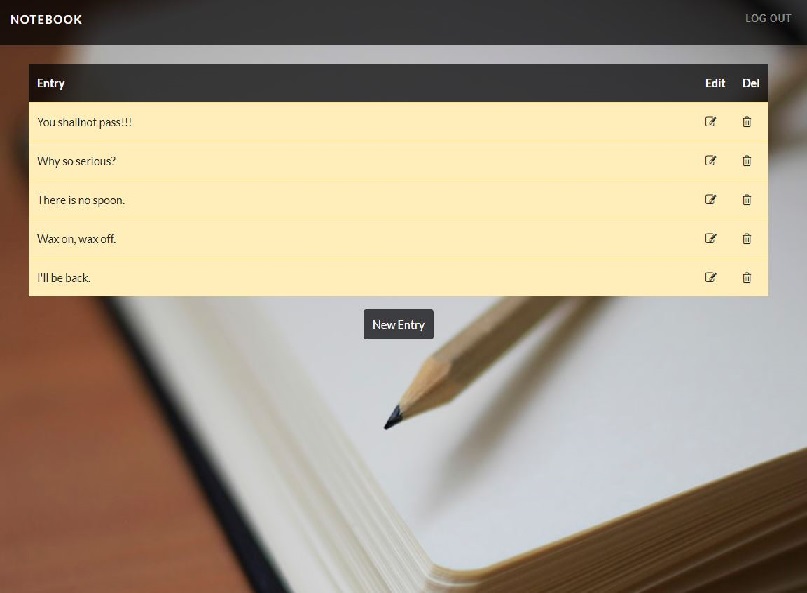 NOTEBOOK LOG OUT
Entry Edit Del
You shall not pass!!!
Why so serious?
There is no spoon.
Wax on, wax off.
I'll be back.
New Entry